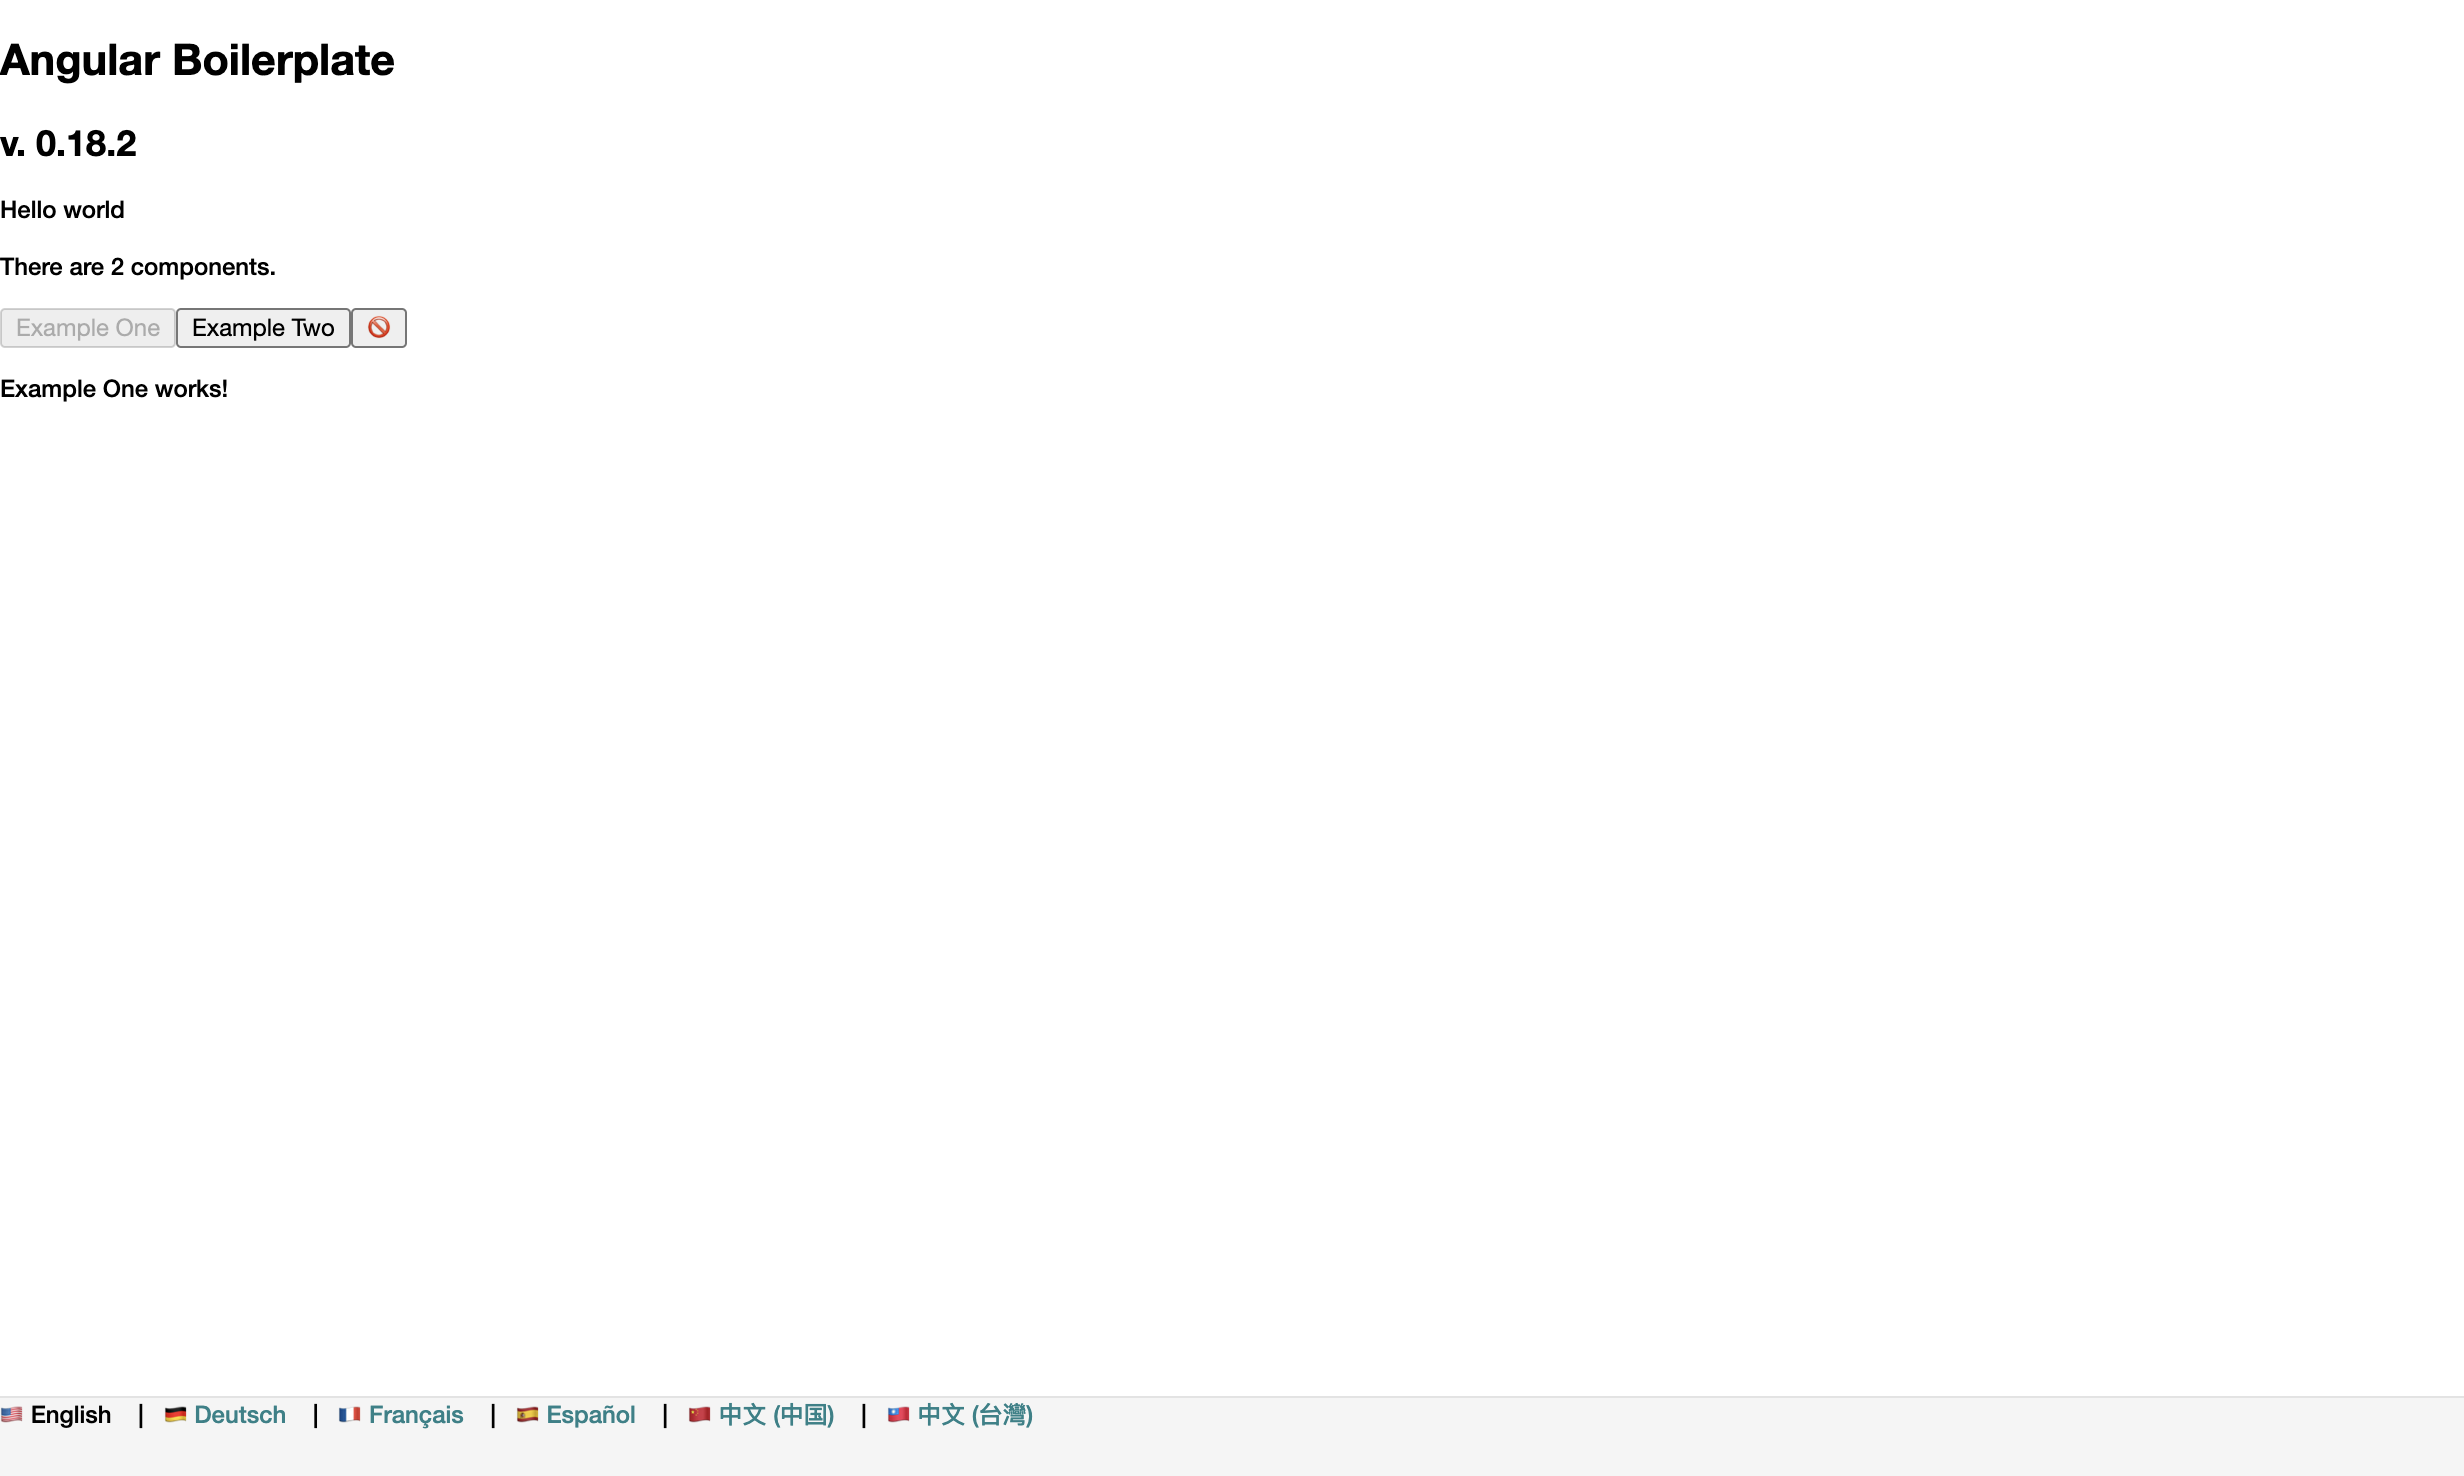 Angular Boilerplate
v. 0.18.2
Hello world
There are 2 components.
Example One Example Two 🚫
Example One works!
🇺🇸 English | 🇩🇪 Deutsch | 🇫🇷 Français | 🇪🇸 Español | 🇨🇳 中文 (中国) | 🇹🇼 中文 (台灣)